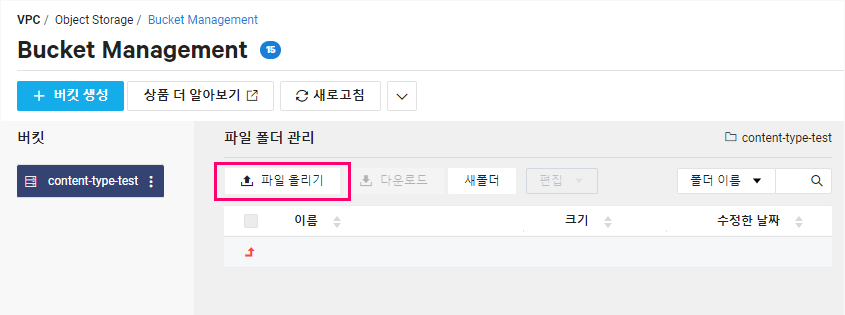 VPC / Object Storage / Bucket Management
Bucket Management 15
+ 버킷 생성 상품 더 알아보기 새로고침
버킷 파일 폴더 관리 content-type-test
content-type-test 파일 올리기 다운로드 새폴더 편집 폴더 이름
이름 크기 수정한 날짜